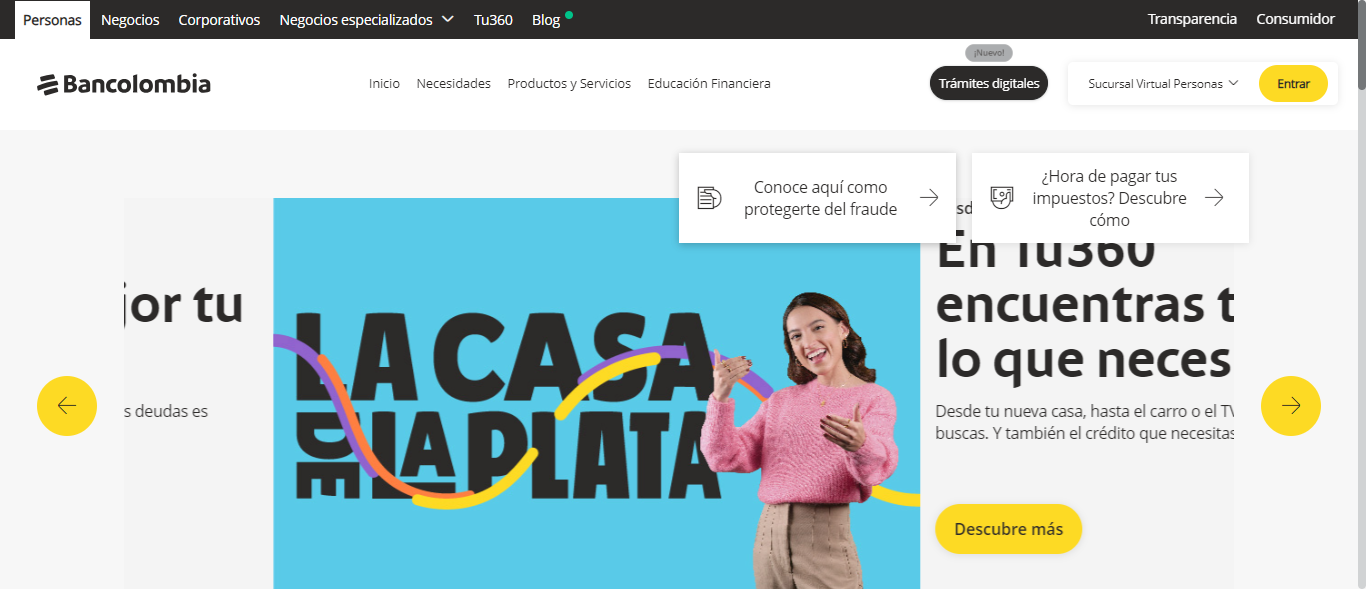 Personas Negocios Corporativos Negocios especializados Tu360 Blog Transparencia Consumidor
¡Nuevo!
Bancolombia Inicio Necesidades Productos y Servicios Educación Financiera Trámites digitales Sucursal Virtual Personas Entrar
Conoce aquí como
protegerte del fraude
¿Hora de pagar tus
impuestos? Descubre
cómo
jor tu
s deudas es
LA CASA
DE LA PLATA
En Tu360
encuentras t
lo que neces
Desde tu nueva casa, hasta el carro o el TV
buscas. Y también el crédito que necesitas
Descubre más